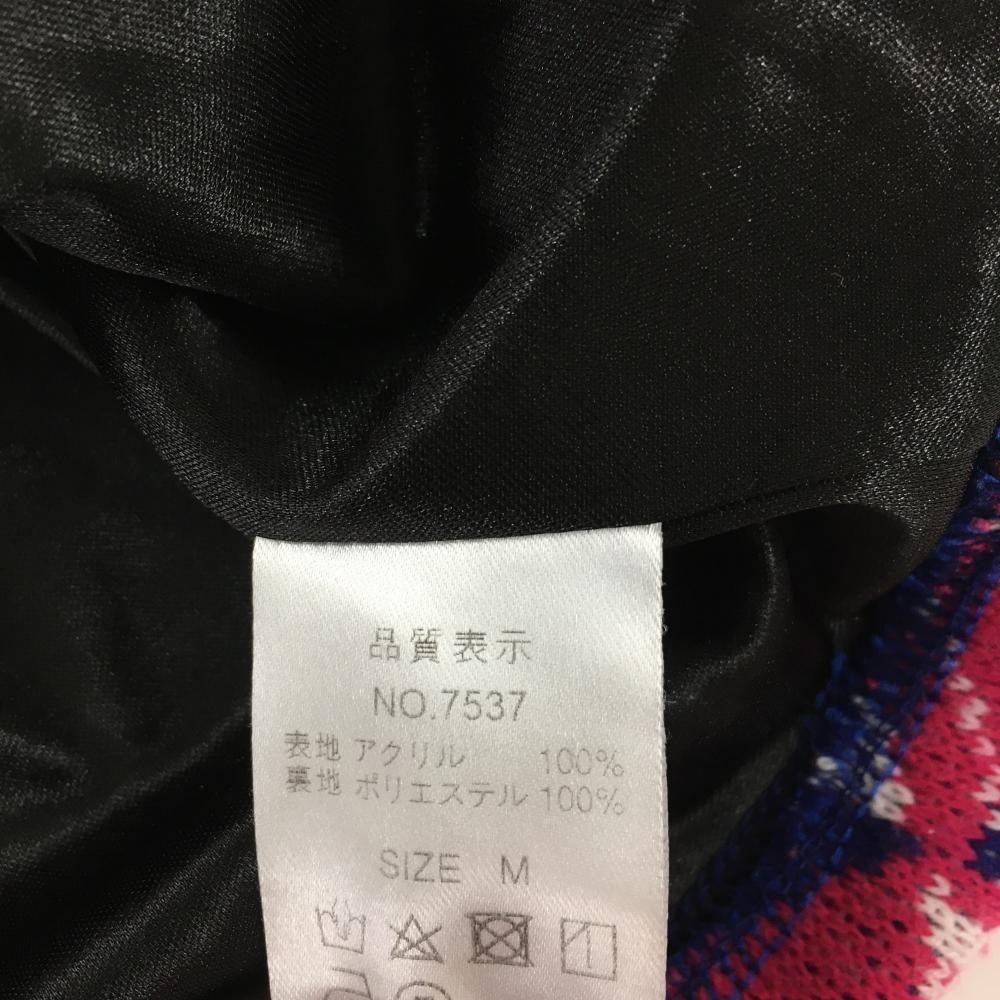 品質表示
NO.7537
表地 アクリル 100%
裏地 ポリエステル 100%
SIZE M